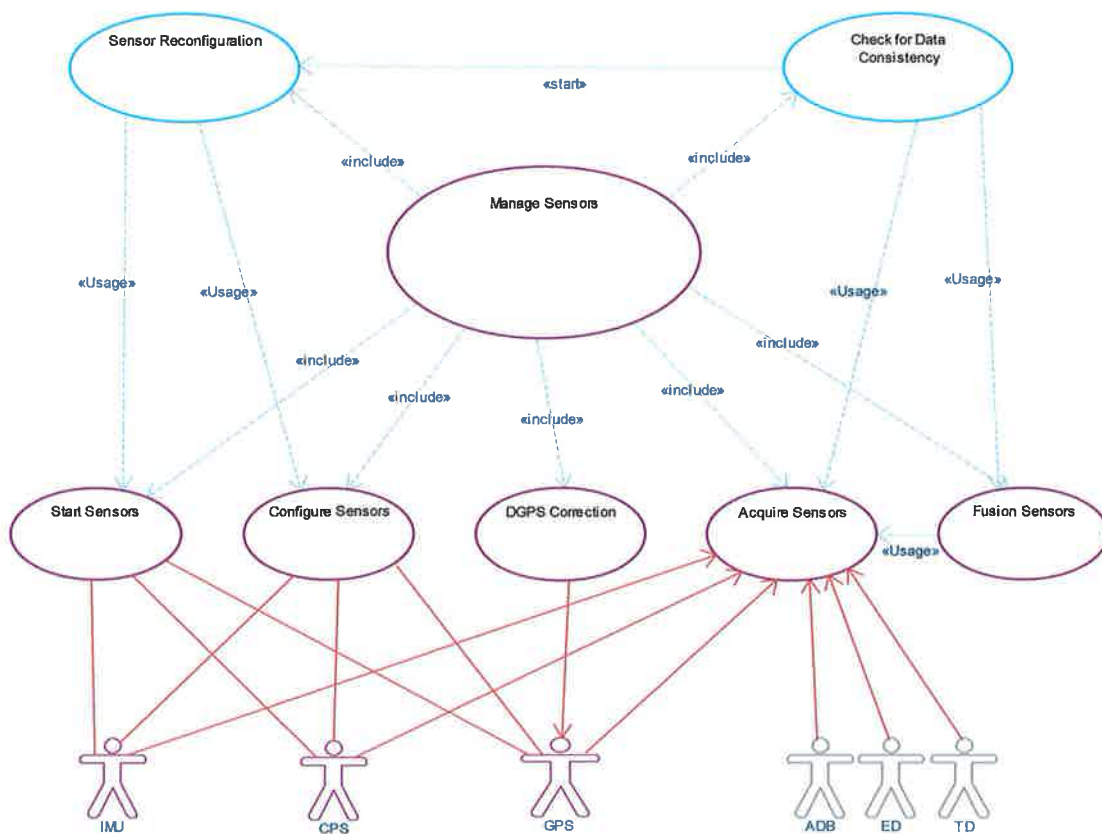 Sensor Reconfiguration
Check for Data
Consistency
«start»
«include»
«include»
Manage Sensors
«Usage»
«Usage»
«Usage»
«Usage»
«include»
«include»
«include»
«include»
«include»
Start Sensors
Configure Sensors
DGPS Correction
Acquire Sensors
Fusion Sensors
«Usage»
IMU
CPS
GPS
ADB
ED
TD